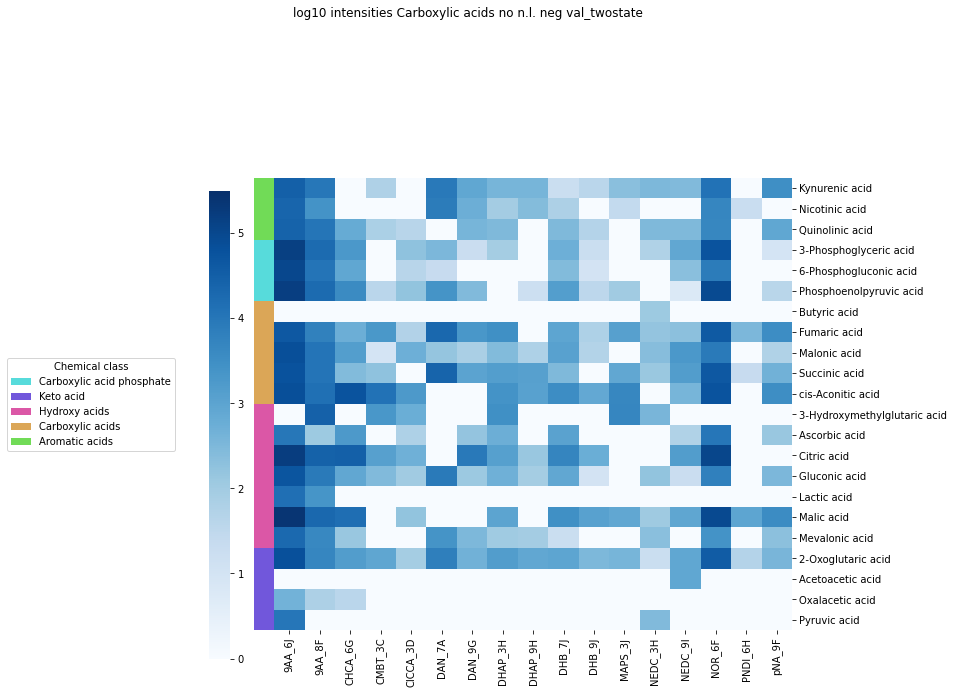 log10 intensities Carboxylic acids no n.l. neg val_twostate
Chemical class
Carboxylic acid phosphate
Keto acid
Hydroxy acids
Carboxylic acids
Aromatic acids
5
4
3
2
1
0
Kynurenic acid
Nicotinic acid
Quinolinic acid
3-Phosphoglyceric acid
6-Phosphogluconic acid
Phosphoenolpyruvic acid
Butyric acid
Fumaric acid
Malonic acid
Succinic acid
cis-Aconitic acid
3-Hydroxymethylglutaric acid
Ascorbic acid
Citric acid
Gluconic acid
Lactic acid
Malic acid
Mevalonic acid
2-Oxoglutaric acid
Acetoacetic acid
Oxalacetic acid
Pyruvic acid
9AA_6J
9AA_8F
CHCA_6G
CMBT_3C
ClCCA_3D
DAN_7A
DAN_9G
DHAP_3H
DHAP_9H
DHB_7J
DHB_9J
MAPS_3J
NEDC_3H
NEDC_9I
NOR_6F
PNDI_6H
pNA_9F